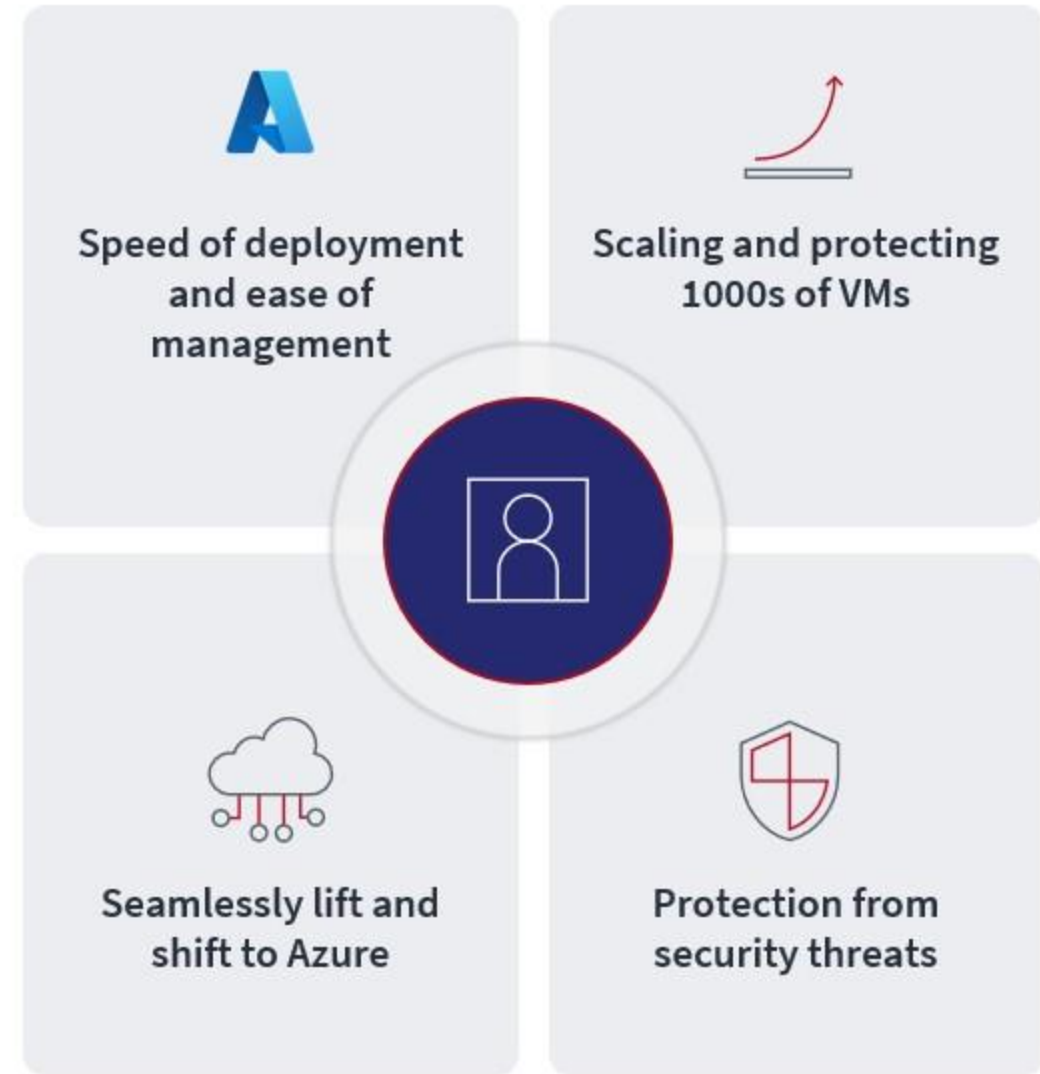 Speed of deployment
and ease of
management
Scaling and protecting
1000s of VMs
Seamlessly lift and
shift to Azure
Protection from
security threats